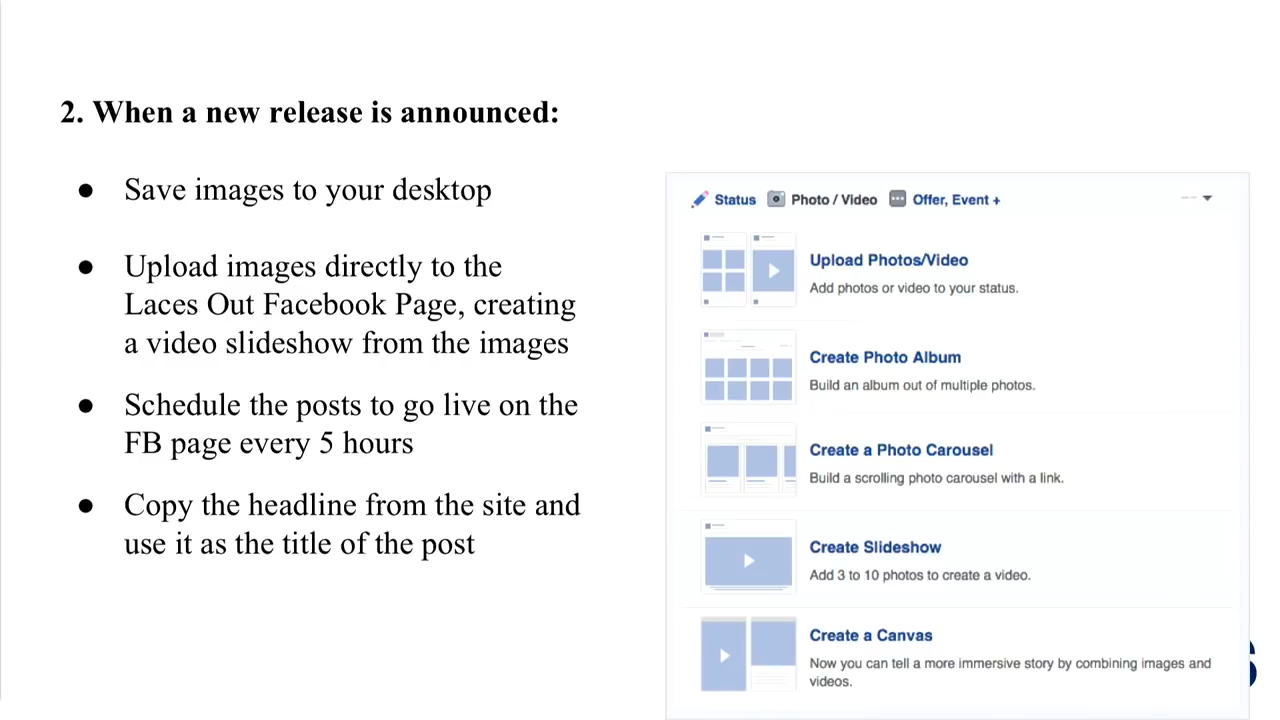 2. When a new release is announced:
● Save images to your desktop
● Upload images directly to the
Laces Out Facebook Page, creating
a video slideshow from the images
● Schedule the posts to go live on the
FB page every 5 hours
● Copy the headline from the site and
use it as the title of the post
Status Photo / Video Offer, Event +
Upload Photos/Video
Add photos or video to your status.
Create Photo Album
Build an album out of multiple photos.
Create a Photo Carousel
Build a scrolling photo carousel with a link.
Create Slideshow
Add 3 to 10 photos to create a video.
Create a Canvas
Now you can tell a more immersive story by combining images and
videos.